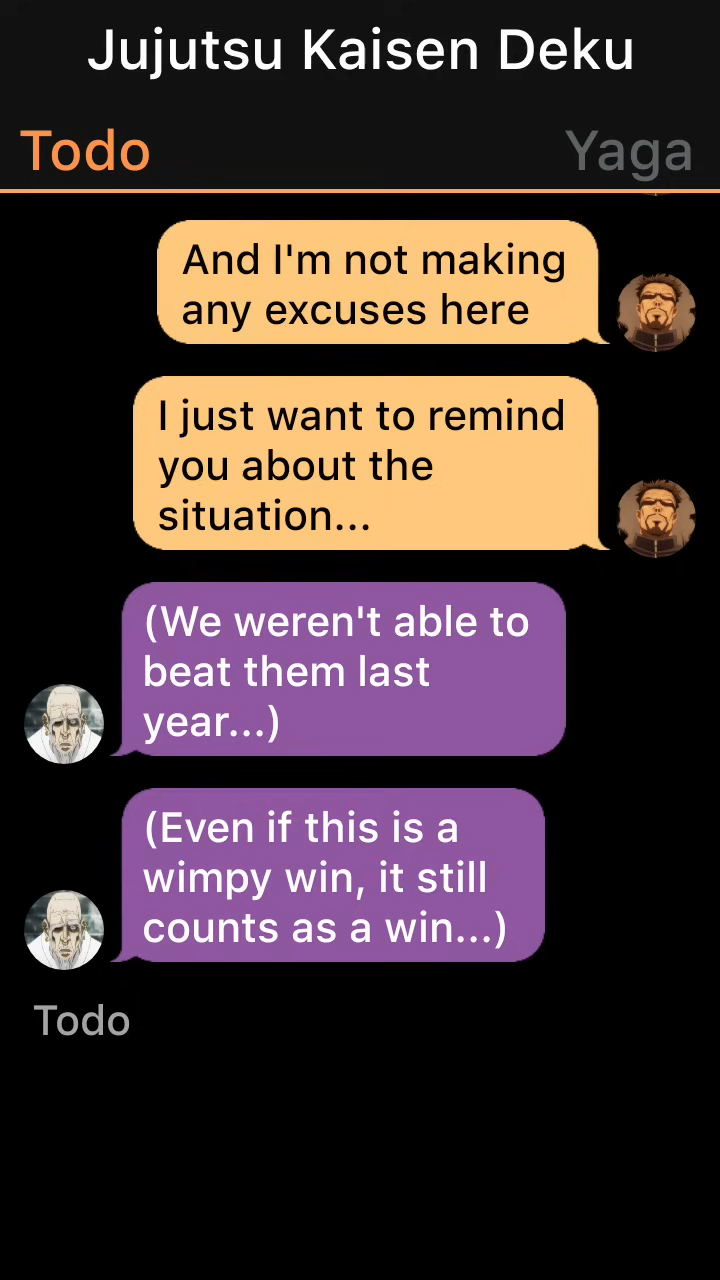 Jujutsu Kaisen Deku
Todo
Yaga
And I'm not making
any excuses here
I just want to remind
you about the
situation...
(We weren't able to
beat them last
year...)
(Even if this is a
wimpy win, it still
counts as a win...)
Todo